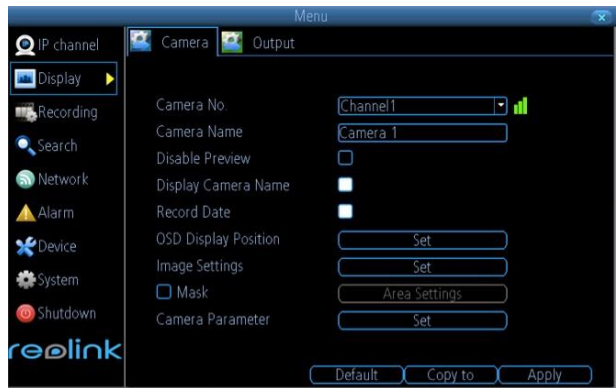 Menu
IP channel
Display
Recording
Search
Network
Alarm
Device
System
Shutdown
reolink
Camera Output
Camera No. Channel1
Camera Name Camera 1
Disable Preview
Display Camera Name
Record Date
OSD Display Position Set
Image Settings Set
Mask Area Settings
Camera Parameter Set
Default Copy to Apply